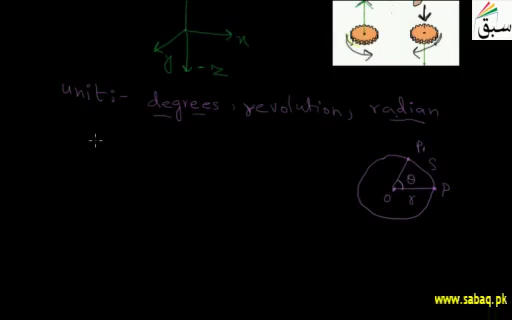 سبق
x
y
-z
unit:- degrees, revolution, radian
P₁
S
θ
O r P
www.sabaq.pk